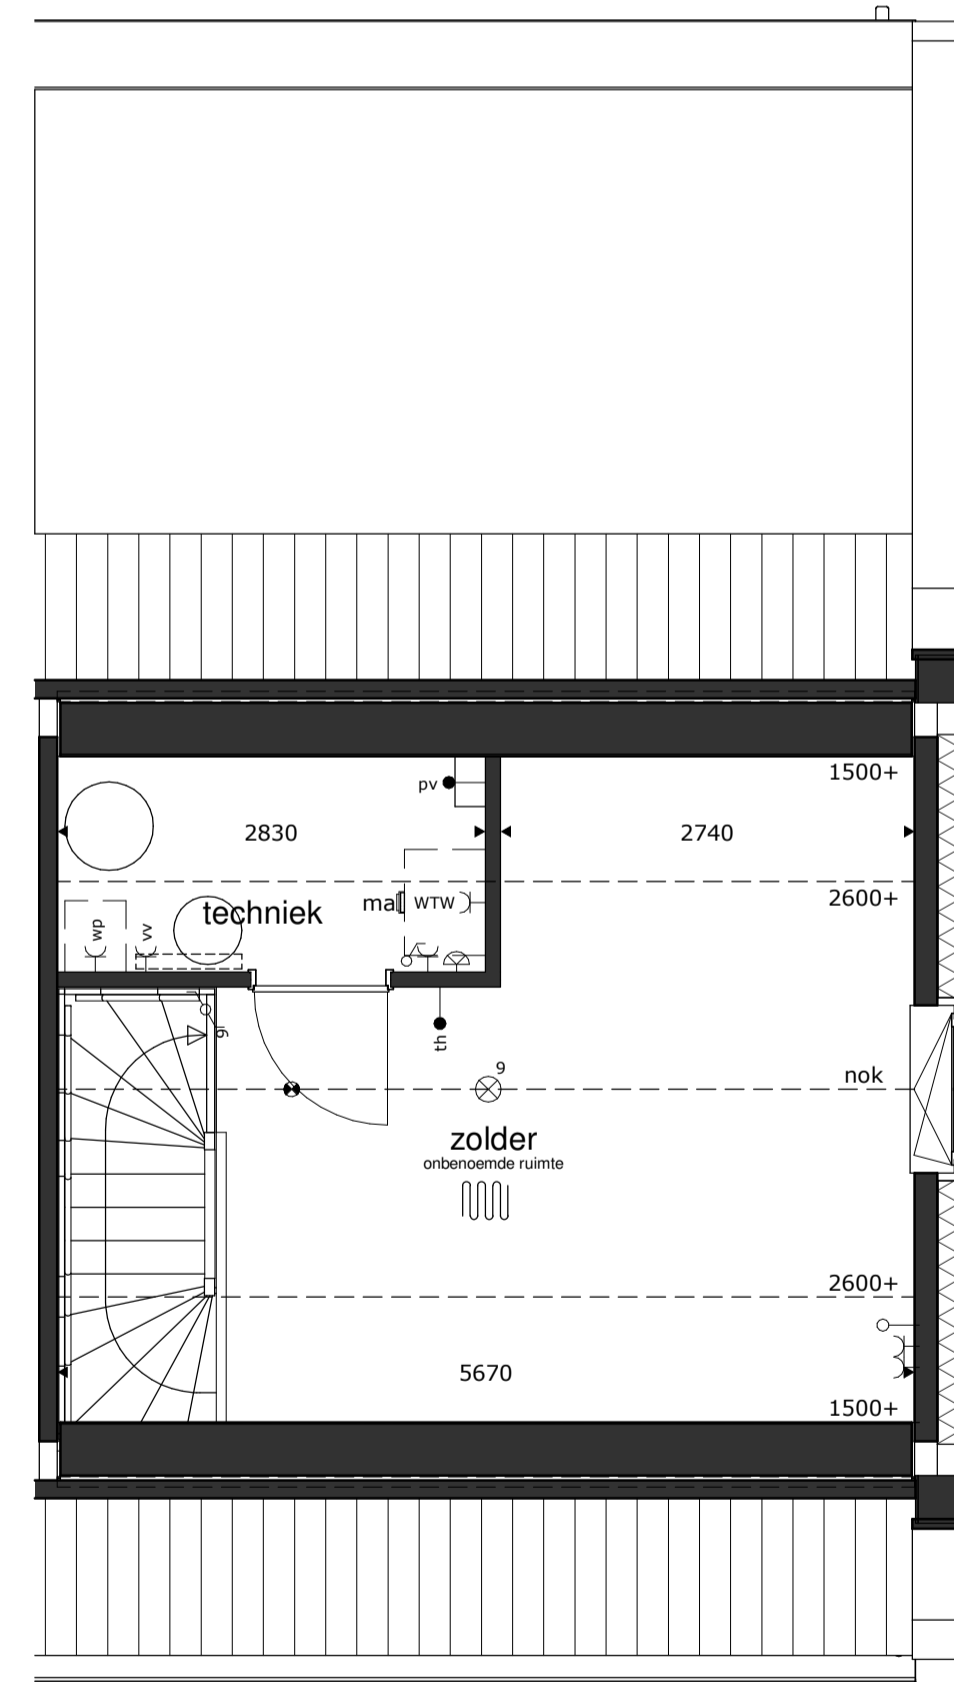 1500+
pv
2830
2740
2600+
ma
WTW
techniek
wp
vv
9
th
9
nok
zolder
onbenoemde ruimte
2600+
5670
1500+